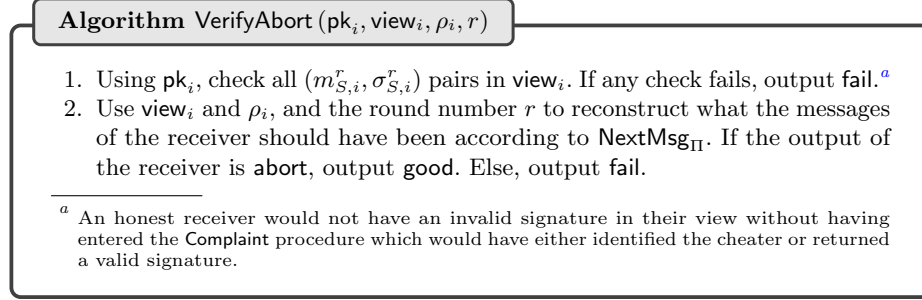 Algorithm VerifyAbort (pk_i, view_i, ρ_i, r)
1. Using pk_i, check all (m^r_{S,i}, σ^r_{S,i}) pairs in view_i. If any check fails, output fail.^a
2. Use view_i and ρ_i, and the round number r to reconstruct what the messages
of the receiver should have been according to NextMsg_Π. If the output of
the receiver is abort, output good. Else, output fail.
^a An honest receiver would not have an invalid signature in their view without having
entered the Complaint procedure which would have either identified the cheater or returned
a valid signature.